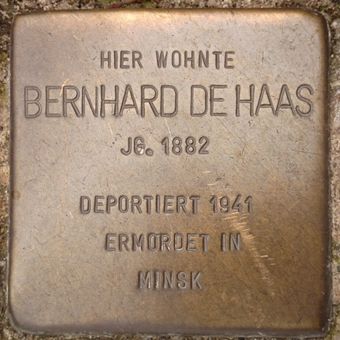 HIER WOHNTE
BERNHARD DE HAAS
JG. 1882
DEPORTIERT 1941
ERMORDET IN
MINSK